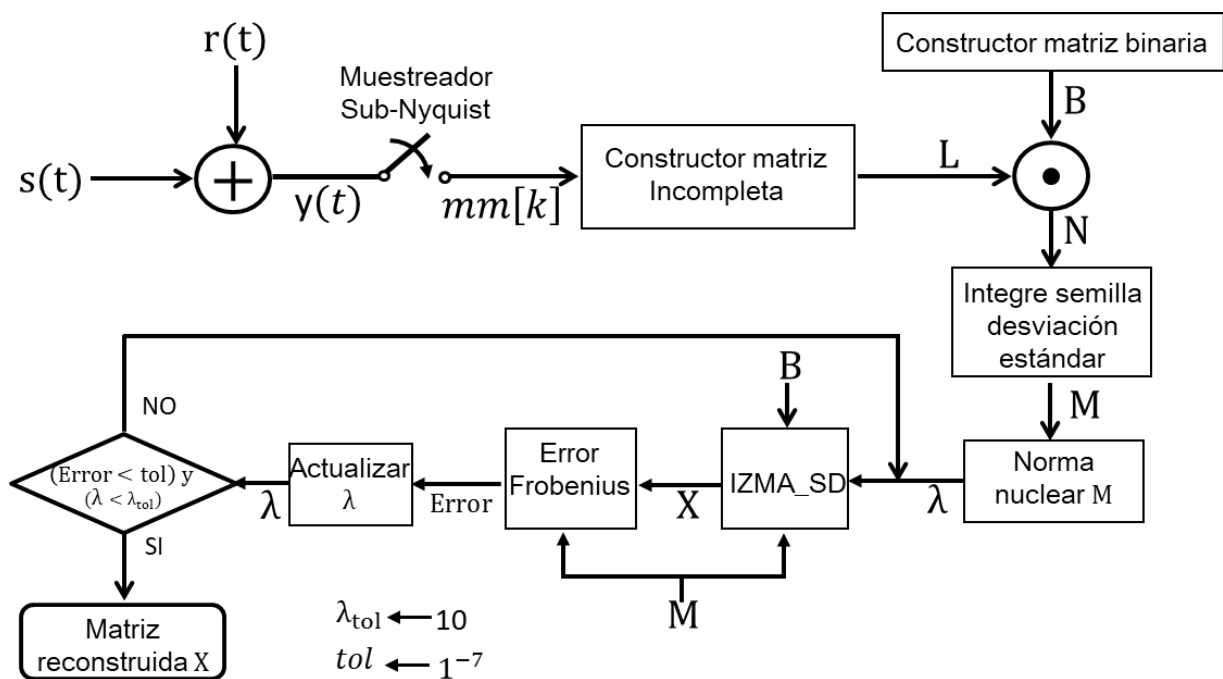 r(t)
s(t)
+
y(t)
Muestreador
Sub-Nyquist
mm[k]
Constructor matriz
Incompleta
L
Constructor matriz binaria
B
N
Integre semilla
desviación
estándar
M
Norma
nuclear M
λ
B
IZMA_SD
X
M
Error
Frobenius
Error
Actualizar
λ
λ
(Error < tol) y
(λ < λtol)
NO
SI
Matriz
reconstruida X
λtol ← 10
tol ← 1⁻⁷